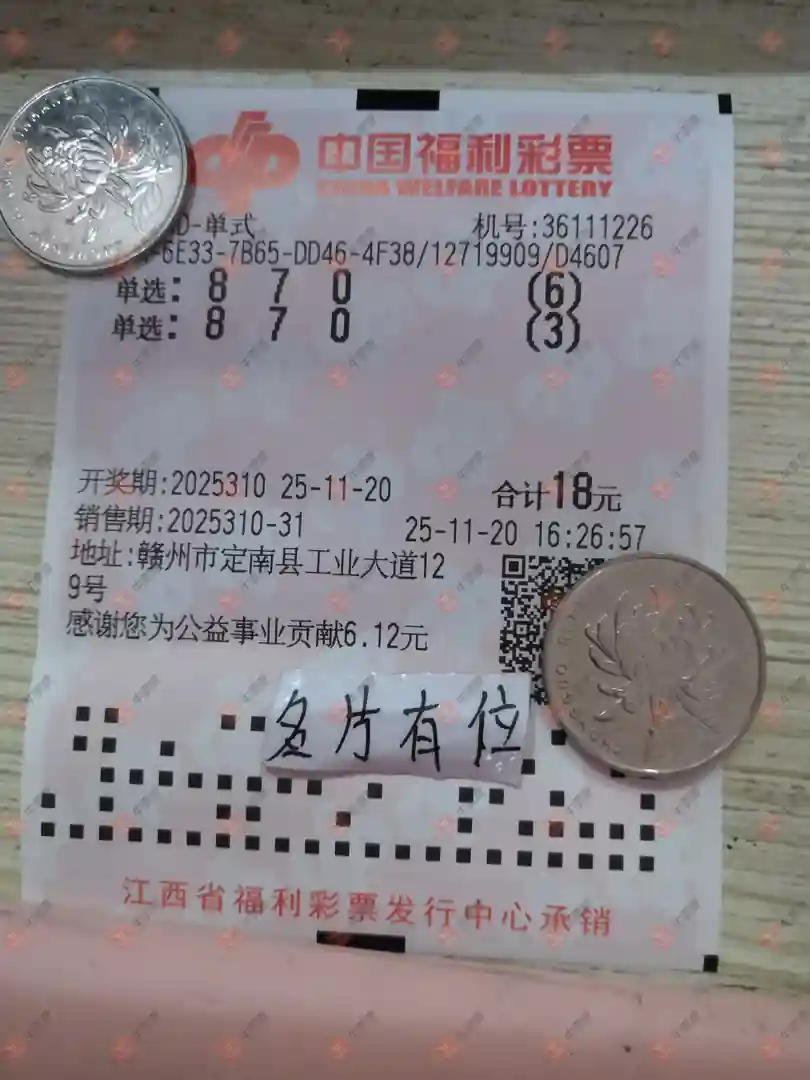 中国福利彩票
CHINA WELFARE LOTTERY
D-单式 机号:36111226
6E33-7B65-DD46-4F38/12719909/D4607
单选: 8 7 0 (6)
单选: 8 7 0 (3)
开奖期:2025310 25-11-20 合计18元
销售期:2025310-31 25-11-20 16:26:57
地址:赣州市定南县工业大道12
9号
感谢您为公益事业贡献6.12元
名片有位
江西省福利彩票发行中心承销